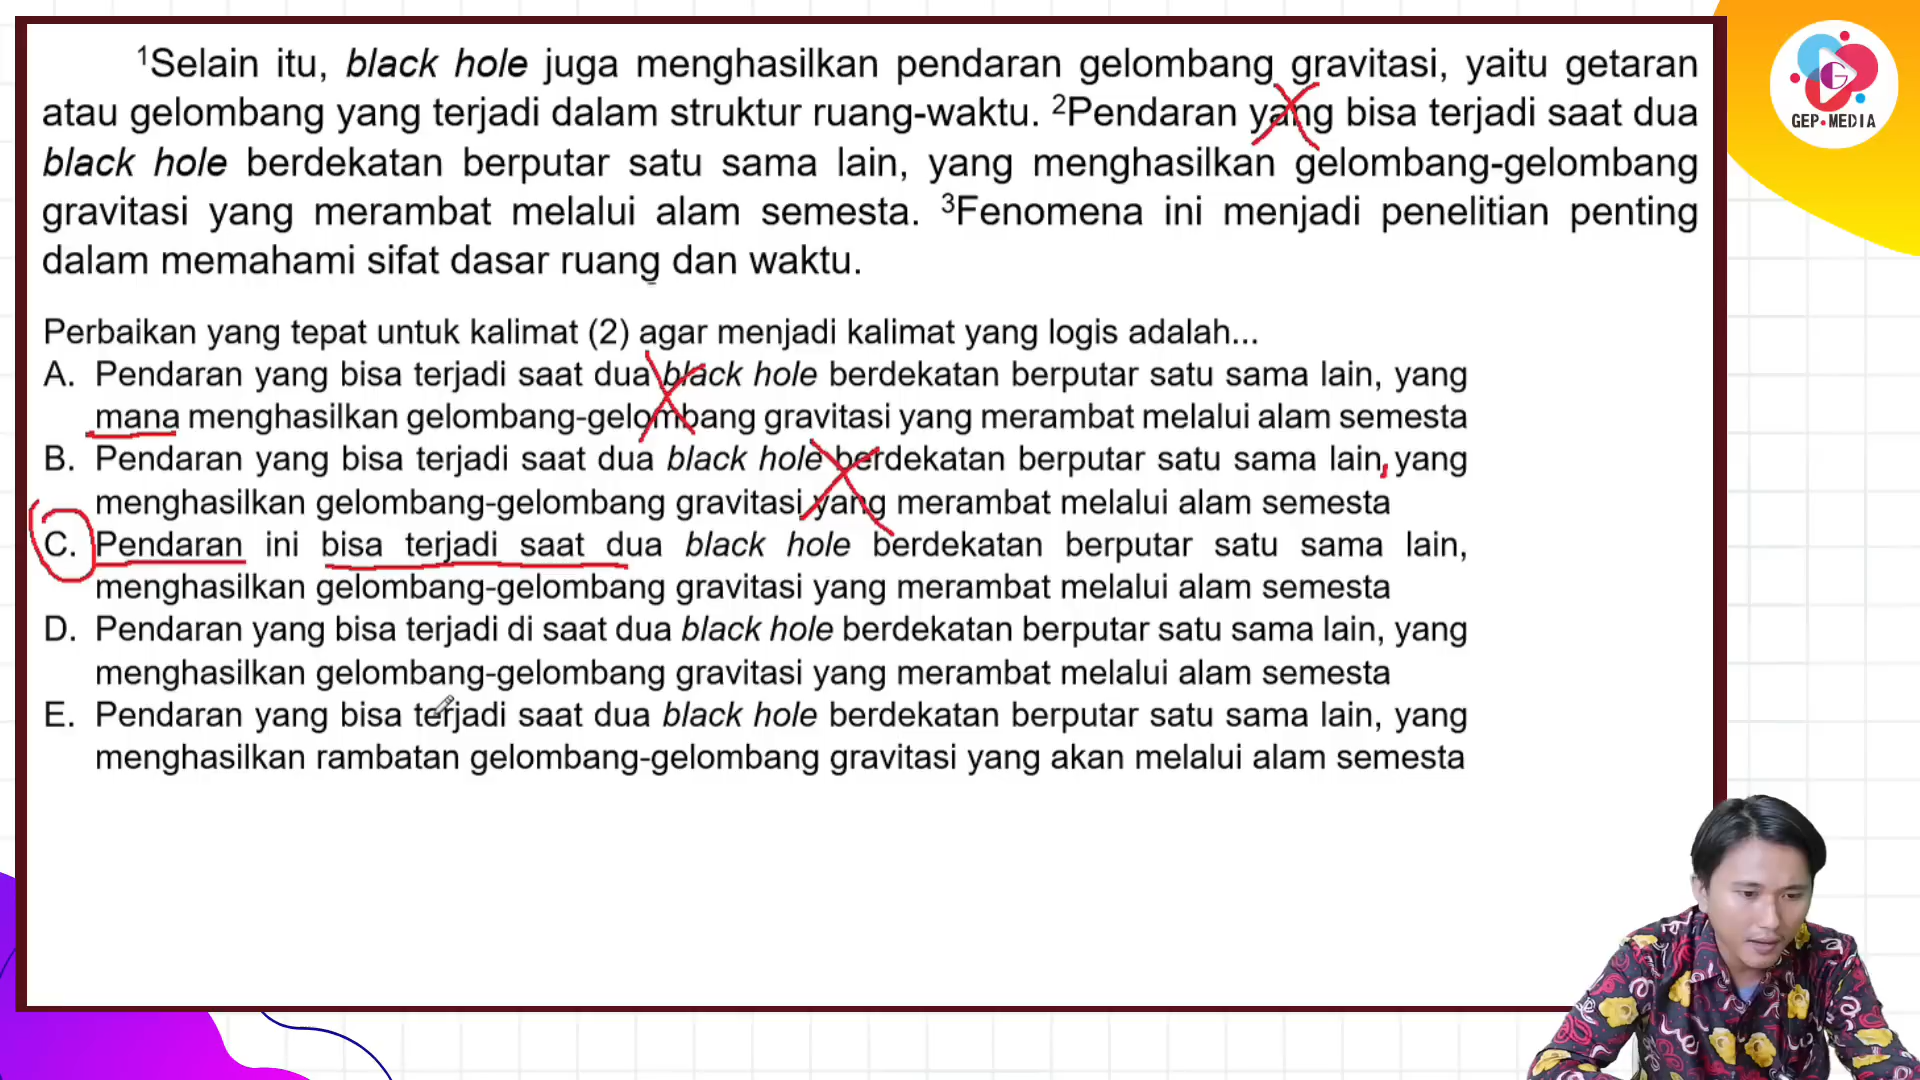 ¹Selain itu, black hole juga menghasilkan pendaran gelombang gravitasi, yaitu getaran
atau gelombang yang terjadi dalam struktur ruang-waktu. ²Pendaran yang bisa terjadi saat dua
black hole berdekatan berputar satu sama lain, yang menghasilkan gelombang-gelombang
gravitasi yang merambat melalui alam semesta. ³Fenomena ini menjadi penelitian penting
dalam memahami sifat dasar ruang dan waktu.
Perbaikan yang tepat untuk kalimat (2) agar menjadi kalimat yang logis adalah...
A. Pendaran yang bisa terjadi saat dua black hole berdekatan berputar satu sama lain, yang
mana menghasilkan gelombang-gelombang gravitasi yang merambat melalui alam semesta
B. Pendaran yang bisa terjadi saat dua black hole berdekatan berputar satu sama lain, yang
menghasilkan gelombang-gelombang gravitasi yang merambat melalui alam semesta
C. Pendaran ini bisa terjadi saat dua black hole berdekatan berputar satu sama lain,
menghasilkan gelombang-gelombang gravitasi yang merambat melalui alam semesta
D. Pendaran yang bisa terjadi di saat dua black hole berdekatan berputar satu sama lain, yang
menghasilkan gelombang-gelombang gravitasi yang merambat melalui alam semesta
E. Pendaran yang bisa terjadi saat dua black hole berdekatan berputar satu sama lain, yang
menghasilkan rambatan gelombang-gelombang gravitasi yang akan melalui alam semesta
G
GEP•MEDIA